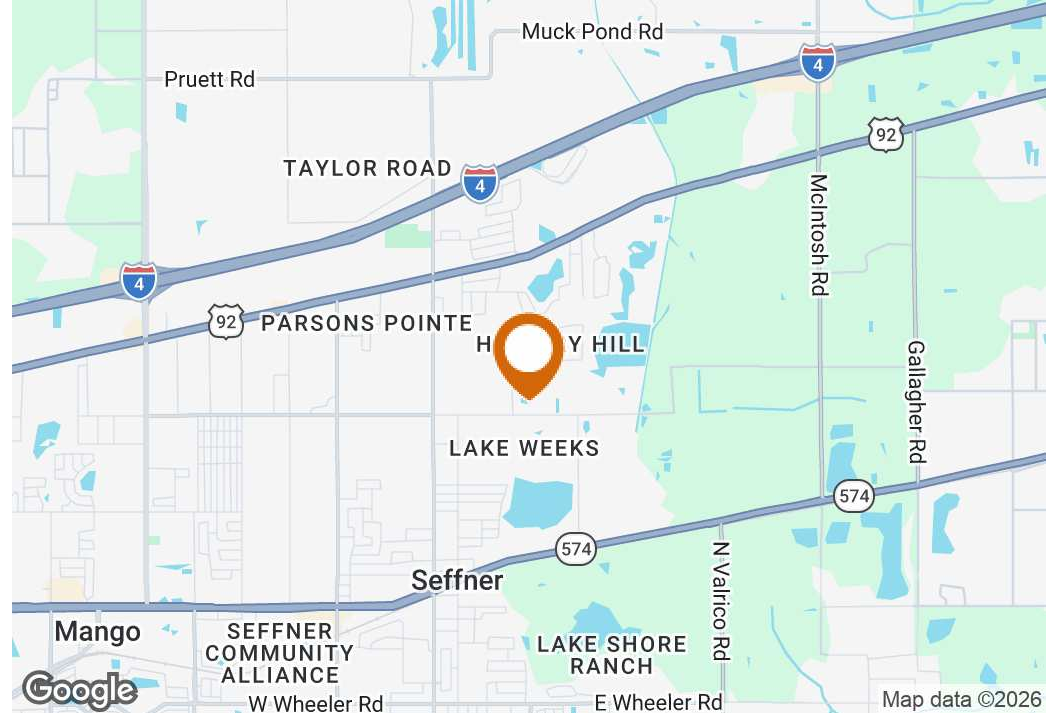 Muck Pond Rd
4
Pruett Rd
92
TAYLOR ROAD
4
McIntosh Rd
4
92
PARSONS POINTE
Y HILL
Gallagher Rd
LAKE WEEKS
574
574
Seffner
N Valrico Rd
Mango
SEFFNER
COMMUNITY
ALLIANCE
LAKE SHORE
RANCH
W Wheeler Rd
E Wheeler Rd
Google
Map data ©2026